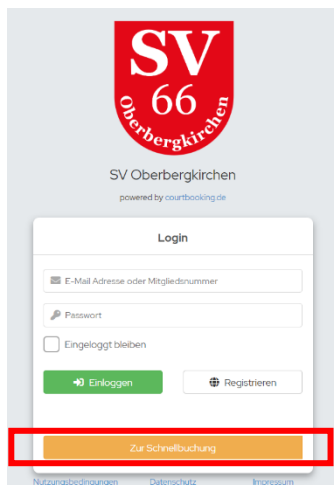 SV
66
Oberbergkirchen
SV Oberbergkirchen
powered by courtbooking.de
Login
E-Mail Adresse oder Mitgliedsnummer
Passwort
Eingeloggt bleiben
Einloggen Registrieren
Zur Schnellbuchung
Nutzungsbedingungen Datenschutz Impressum